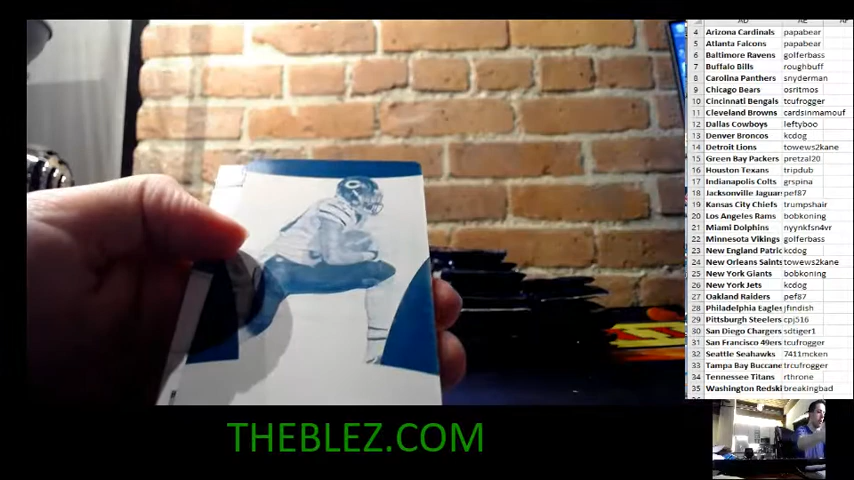 AD AE AF
4 Arizona Cardinals papabear
5 Atlanta Falcons papabear
6 Baltimore Ravens golferbass
7 Buffalo Bills roughbuff
8 Carolina Panthers snyderman
9 Chicago Bears osritmos
10 Cincinnati Bengals tcufrogger
11 Cleveland Browns cardsinmamouf
12 Dallas Cowboys leftyboo
13 Denver Broncos kcdog
14 Detroit Lions towews2kane
15 Green Bay Packers pretzal20
16 Houston Texans tripdub
17 Indianapolis Colts grspina
18 Jacksonville Jaguar pef87
19 Kansas City Chiefs trumpshair
20 Los Angeles Rams bobkoning
21 Miami Dolphins nyynkfsn4vr
22 Minnesota Vikings golferbass
23 New England Patric kcdog
24 New Orleans Saints towews2kane
25 New York Giants bobkoning
26 New York Jets kcdog
27 Oakland Raiders pef87
28 Philadelphia Eagles jfindish
29 Pittsburgh Steelers cpj516
30 San Diego Chargers sdtiger1
31 San Francisco 49ers tcufrogger
32 Seattle Seahawks 7411mcken
33 Tampa Bay Buccane trcufrogger
34 Tennessee Titans rthrone
35 Washington Redski breakingbad
THEBLEZ.COM